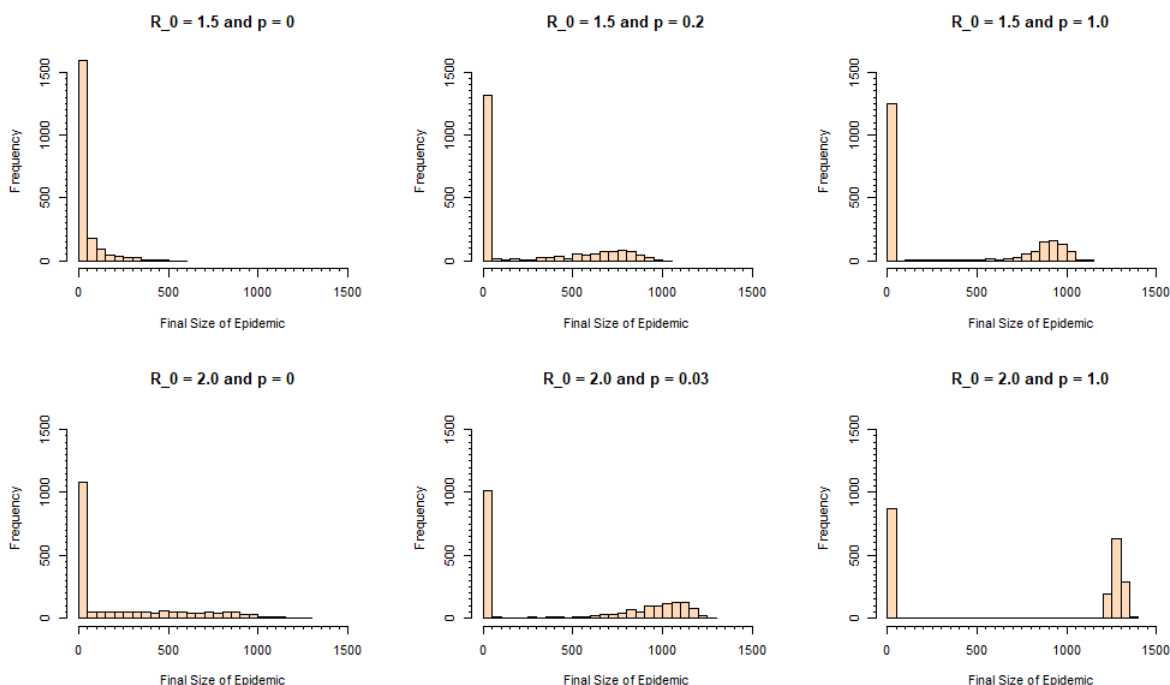 R_0 = 1.5 and p = 0
R_0 = 1.5 and p = 0.2
R_0 = 1.5 and p = 1.0
Frequency
0 500 1000 1500
0 500 1000 1500
Final Size of Epidemic
Frequency
0 500 1000 1500
0 500 1000 1500
Final Size of Epidemic
Frequency
0 500 1000 1500
0 500 1000 1500
Final Size of Epidemic
R_0 = 2.0 and p = 0
R_0 = 2.0 and p = 0.03
R_0 = 2.0 and p = 1.0
Frequency
0 500 1000 1500
0 500 1000 1500
Final Size of Epidemic
Frequency
0 500 1000 1500
0 500 1000 1500
Final Size of Epidemic
Frequency
0 500 1000 1500
0 500 1000 1500
Final Size of Epidemic